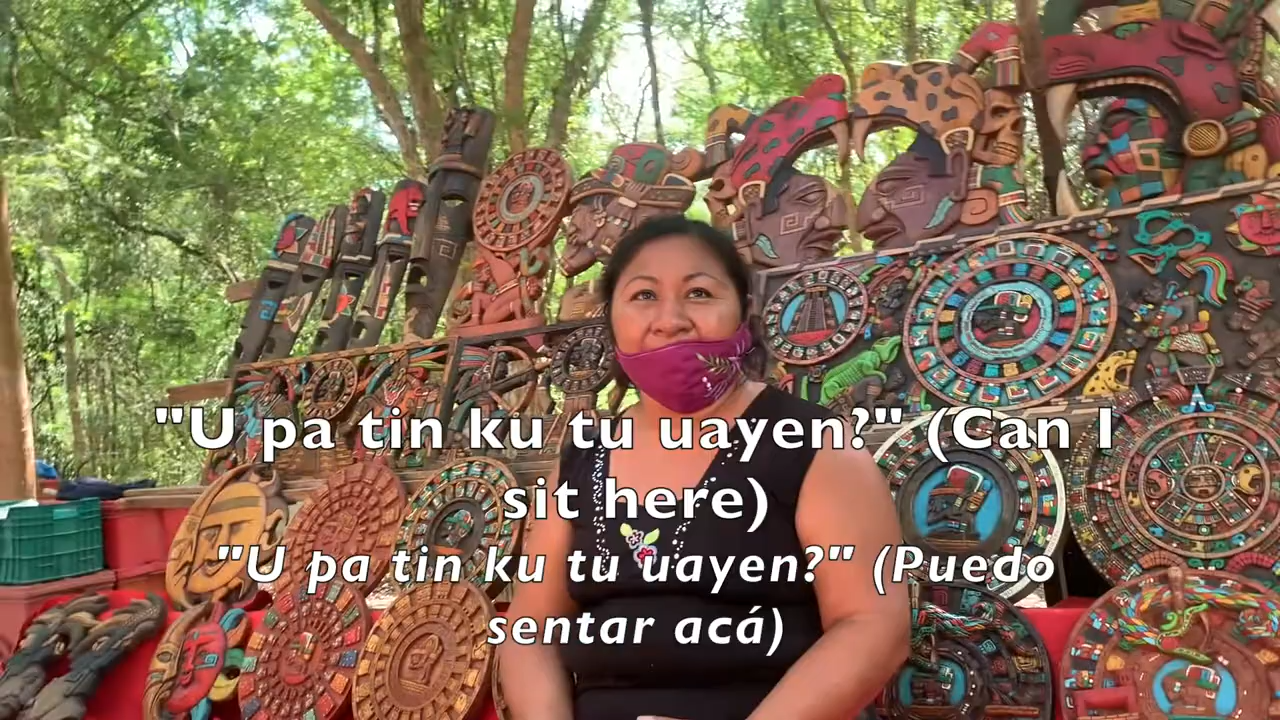 "U pa tin ku tu uayen?" (Can I
sit here)
"U pa tin ku tu uayen?" (Puedo
sentar acá)